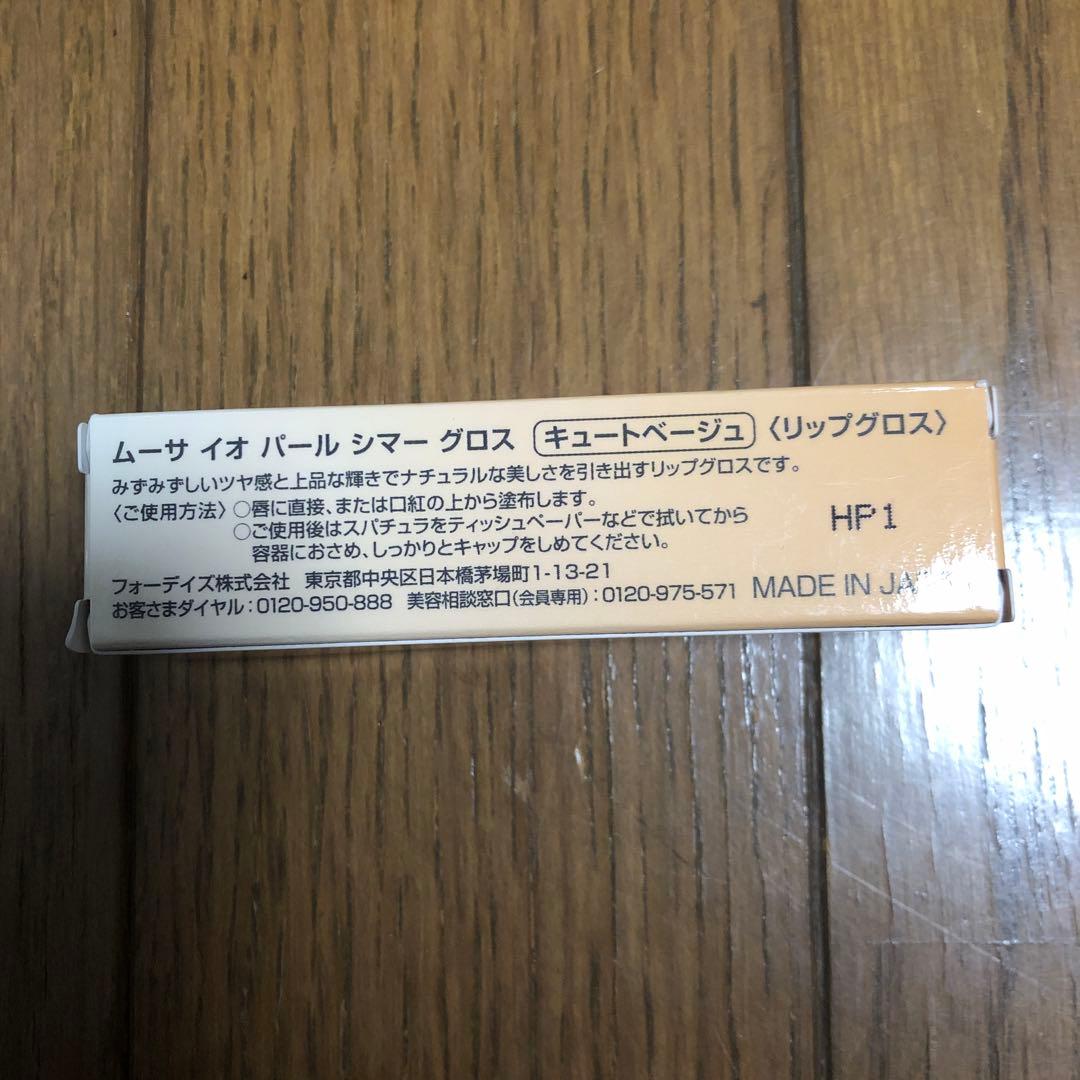 ムーサ イオ パール シマー グロス キュートベージュ 〈リップグロス〉
みずみずしいツヤ感と上品な輝きでナチュラルな美しさを引き出すリップグロスです。
〈ご使用方法〉○唇に直接、または口紅の上から塗布します。
○ご使用後はスパチュラをティッシュペーパーなどで拭いてから
容器におさめ、しっかりとキャップをしめてください。
HP1
フォーデイズ株式会社 東京都中央区日本橋茅場町1-13-21
お客さまダイヤル:0120-950-888 美容相談窓口(会員専用):0120-975-571 MADE IN